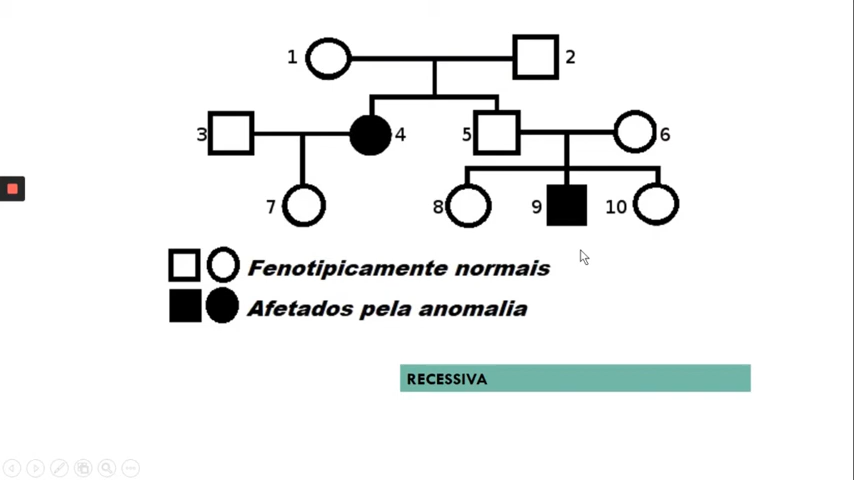 1 2
3 4 5 6
7 8 9 10
Fenotipicamente normais
Afetados pela anomalia
RECESSIVA